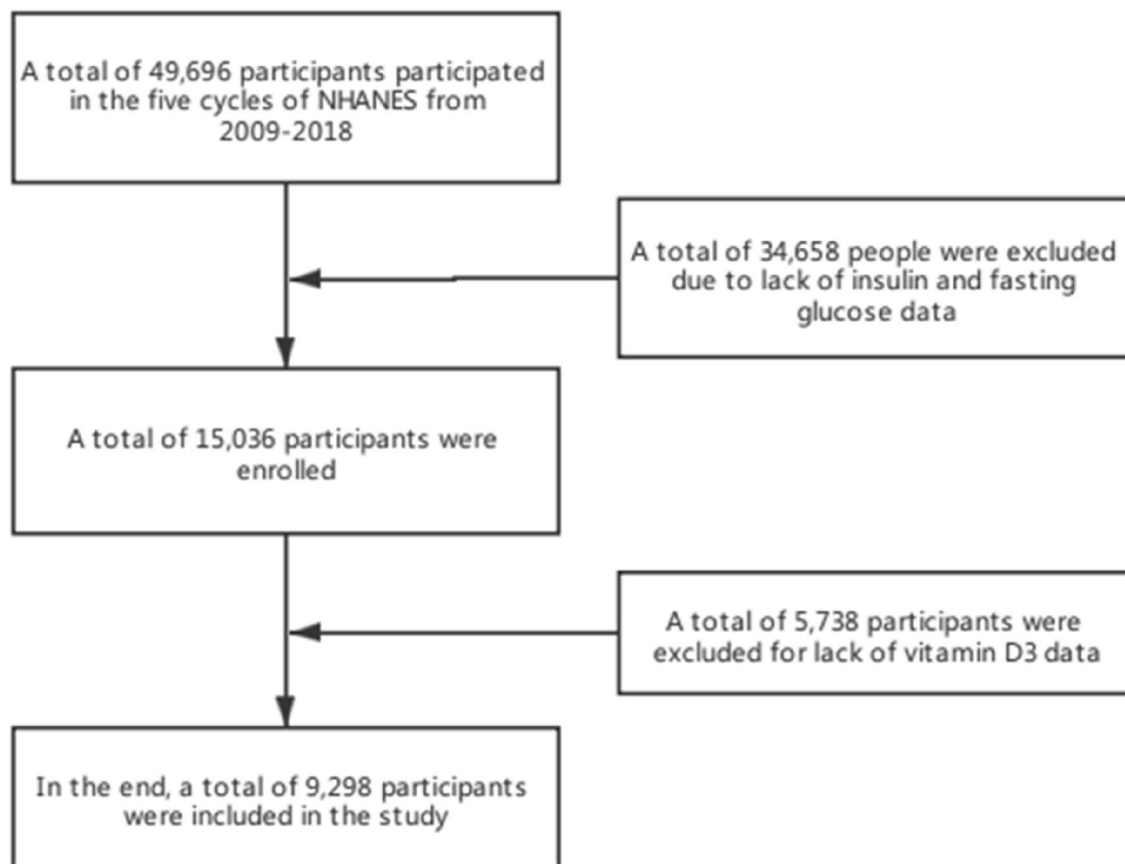 A total of 49,696 participants participated
in the five cycles of NHANES from
2009-2018
A total of 34,658 people were excluded
due to lack of insulin and fasting
glucose data
A total of 15,036 participants were
enrolled
A total of 5,738 participants were
excluded for lack of vitamin D3 data
In the end, a total of 9,298 participants
were included in the study